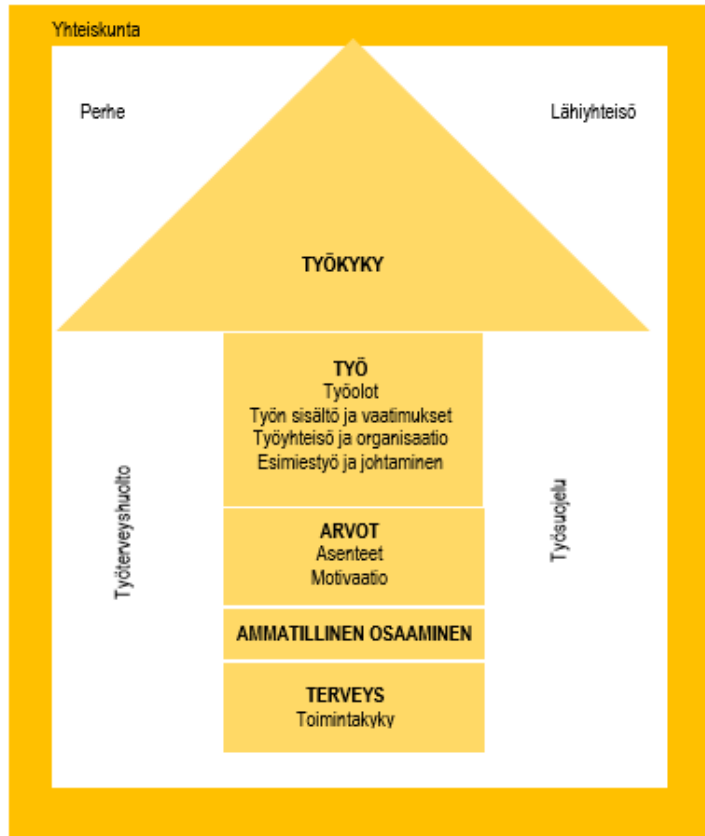 Yhteiskunta
Perhe
Lähiyhteisö
TYÖKYKY
TYÖ
Työolot
Työn sisältö ja vaatimukset
Työyhteisö ja organisaatio
Esimiestyö ja johtaminen
Työterveyshuolto
Työsuojelu
ARVOT
Asenteet
Motivaatio
AMMATILLINEN OSAAMINEN
TERVEYS
Toimintakyky